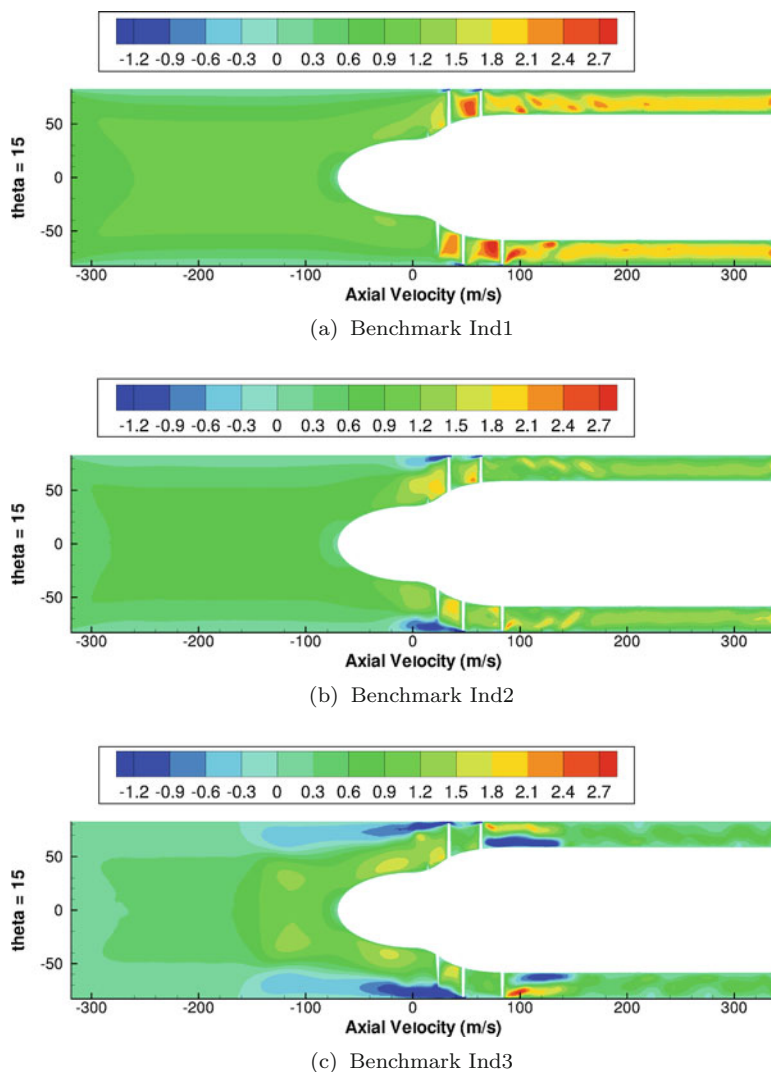 -1.2 -0.9 -0.6 -0.3 0 0.3 0.6 0.9 1.2 1.5 1.8 2.1 2.4 2.7
theta = 15
50
0
-50
-300 -200 -100 0 100 200 300
Axial Velocity (m/s)
(a) Benchmark Ind1
-1.2 -0.9 -0.6 -0.3 0 0.3 0.6 0.9 1.2 1.5 1.8 2.1 2.4 2.7
theta = 15
50
0
-50
-300 -200 -100 0 100 200 300
Axial Velocity (m/s)
(b) Benchmark Ind2
-1.2 -0.9 -0.6 -0.3 0 0.3 0.6 0.9 1.2 1.5 1.8 2.1 2.4 2.7
theta = 15
50
0
-50
-300 -200 -100 0 100 200 300
Axial Velocity (m/s)
(c) Benchmark Ind3